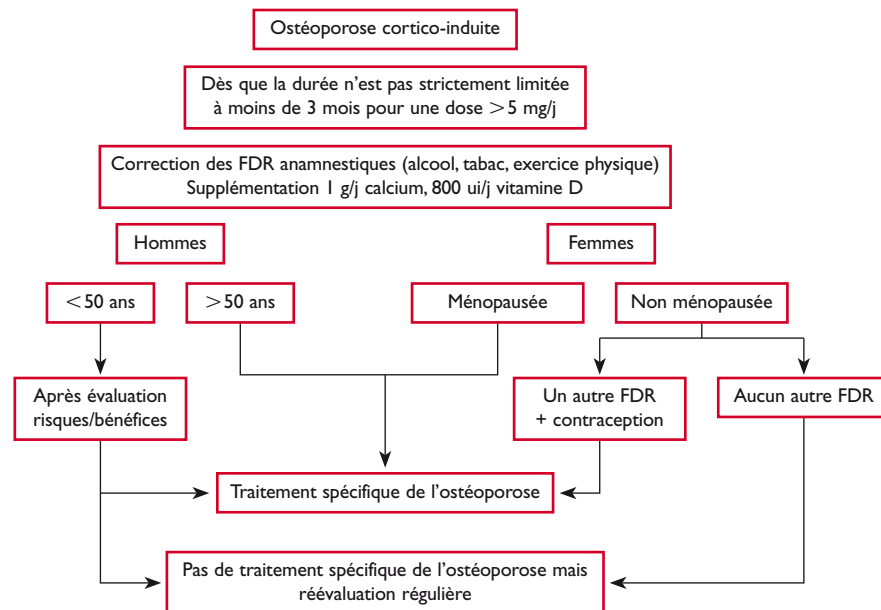 Ostéoporose cortico-induite
Dès que la durée n'est pas strictement limitée
à moins de 3 mois pour une dose >5 mg/j
Correction des FDR anamnestiques (alcool, tabac, exercice physique)
Supplémentation 1 g/j calcium, 800 ui/j vitamine D
Hommes
Femmes
<50 ans
>50 ans
Ménopausée
Non ménopausée
Après évaluation
risques/bénéfices
Un autre FDR
+ contraception
Aucun autre FDR
Traitement spécifique de l'ostéoporose
Pas de traitement spécifique de l'ostéoporose mais
réévaluation régulière